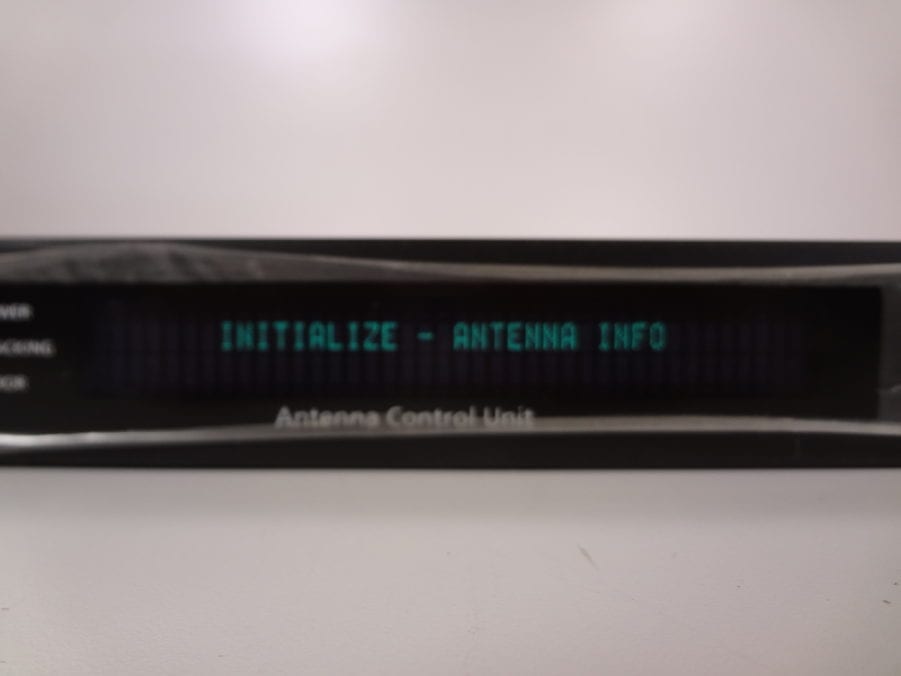 INITIALIZE - ANTENNA INFO
Antenna Control Unit